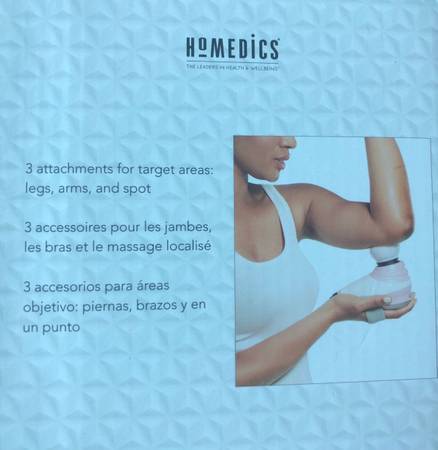 HOMEDICS
THE LEADERS IN HEALTH & WELLBEING
3 attachments for target areas:
legs, arms, and spot
3 accessoires pour les jambes,
les bras et le massage localisé
3 accesorios para áreas
objetivo: piernas, brazos y en
un punto